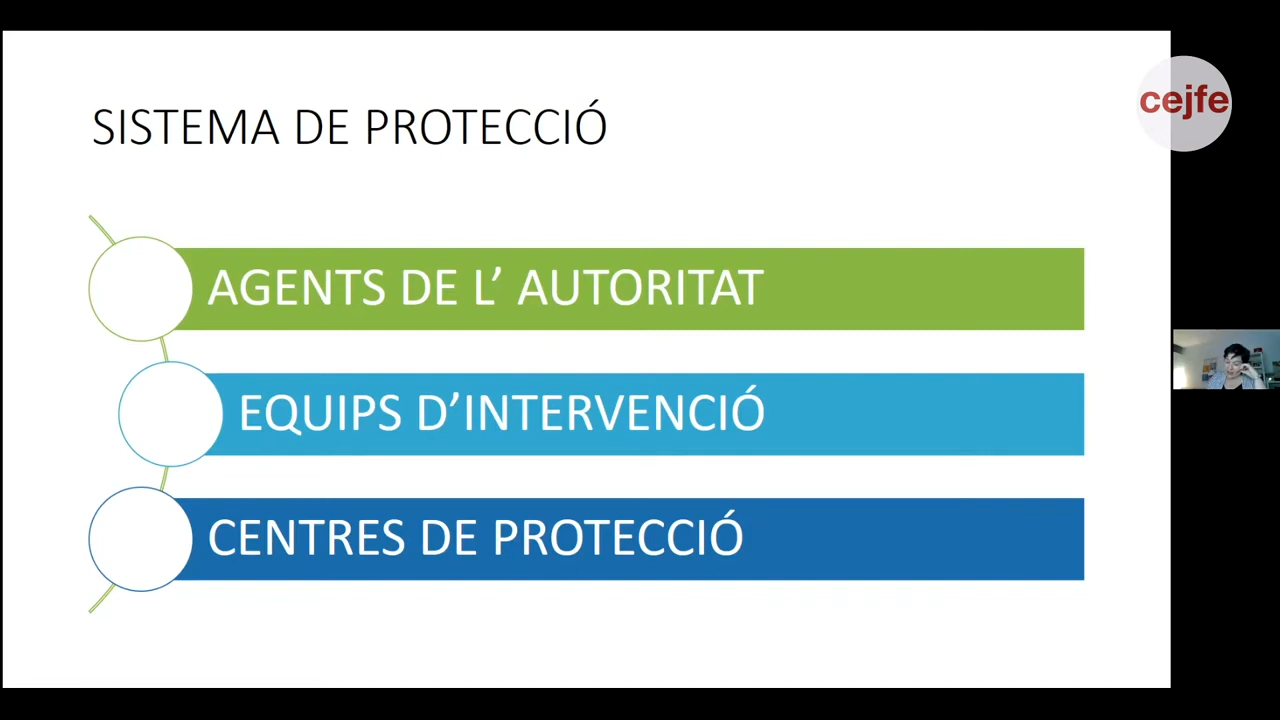 SISTEMA DE PROTECCIÓ
cejfe
AGENTS DE L’ AUTORITAT
EQUIPS D’INTERVENCIÓ
CENTRES DE PROTECCIÓ